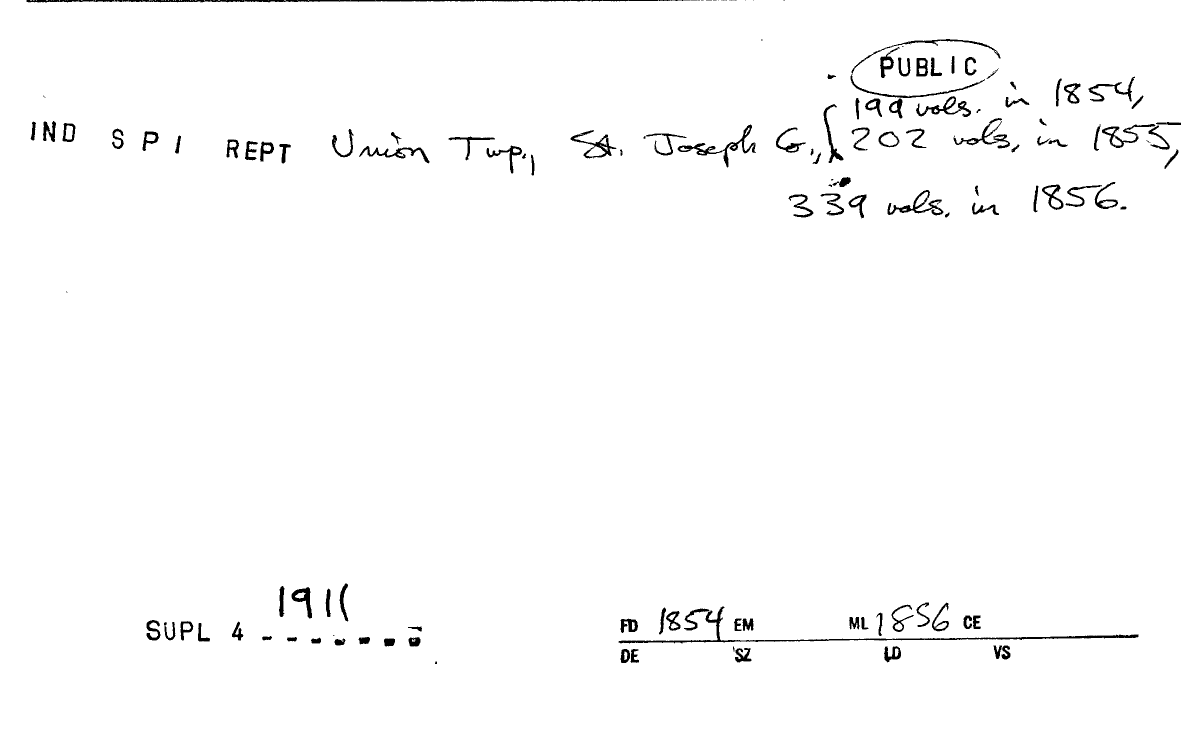 PUBLIC
199 vols. in 1854,
IND S P I REPT Union Twp., St. Joseph Co., 202 vols, in 1855,
339 vols. in 1856.
1911
SUPL 4 - - - - - - -
FD 1854 EM ML 1856 CE
DE SZ LD VS